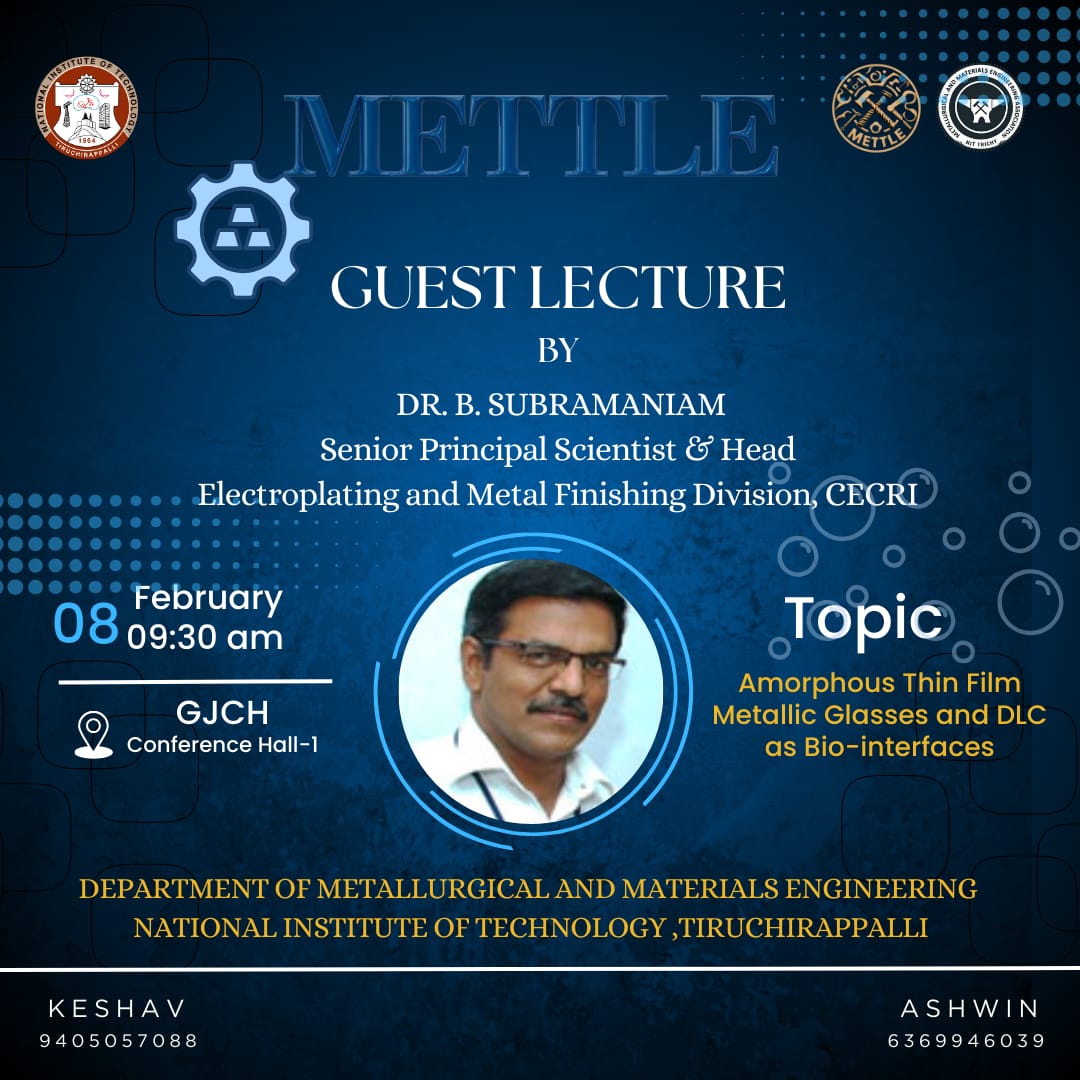 NATIONAL INSTITUTE OF TECHNOLOGY
1964
TIRUCHIRAPPALLI
METTLE
METTLE
METALLURGICAL AND MATERIALS ENGINEERING ASSOCIATION
NIT TRICHY
GUEST LECTURE
BY
DR. B. SUBRAMANIAM
Senior Principal Scientist & Head
Electroplating and Metal Finishing Division, CECRI
08 February
09:30 am
GJCH
Conference Hall-1
Topic
Amorphous Thin Film
Metallic Glasses and DLC
as Bio-interfaces
DEPARTMENT OF METALLURGICAL AND MATERIALS ENGINEERING
NATIONAL INSTITUTE OF TECHNOLOGY ,TIRUCHIRAPPALLI
KESHAV
9405057088
ASHWIN
6369946039